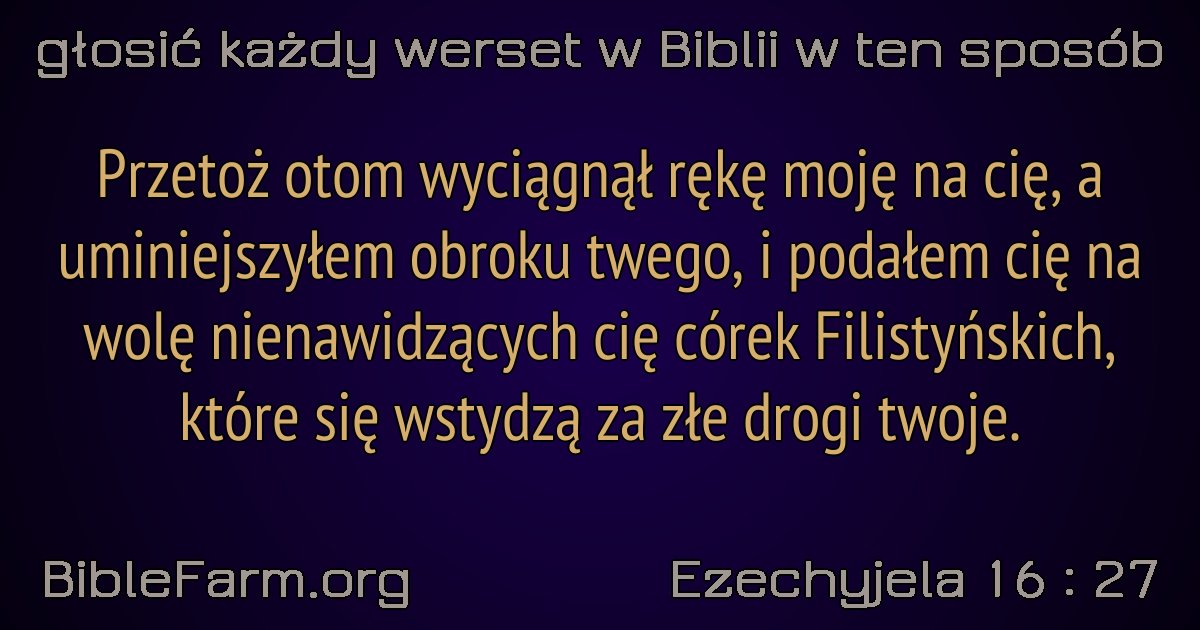 głosić każdy werset w Biblii w ten sposób
Przetoż otom wyciągnął rękę moję na cię, a
uminiejszyłem obroku twego, i podałem cię na
wolę nienawidzących cię córek Filistyńskich,
które się wstydzą za złe drogi twoje.
BibleFarm.org
Ezechyjela 16 : 27